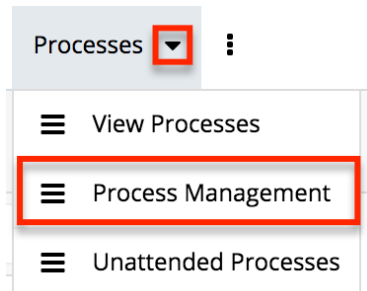 Processes
View Processes
Process Management
Unattended Processes